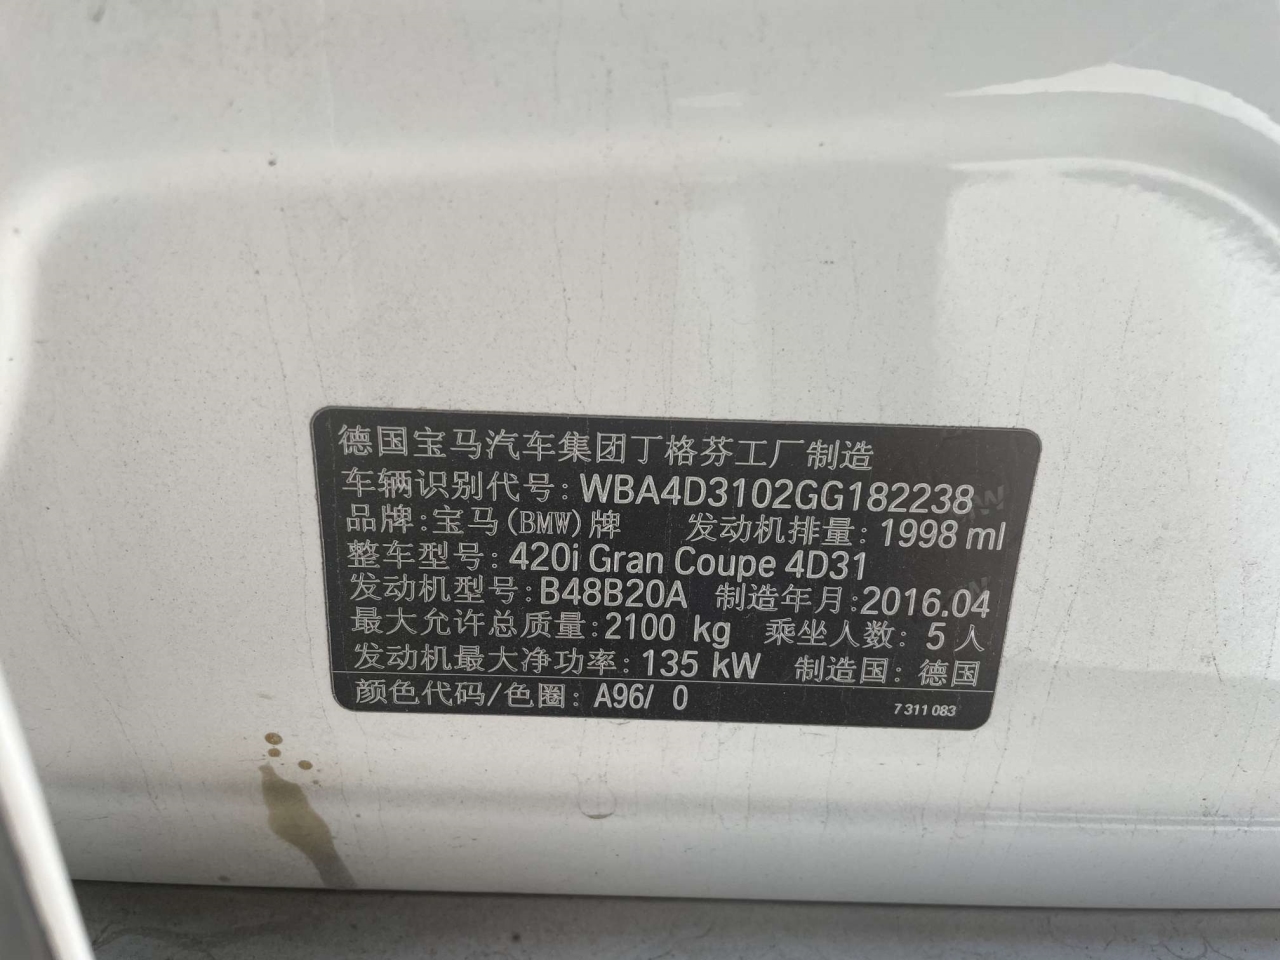 德国宝马汽车集团丁格芬工厂制造
车辆识别代号: WBA4D3102GG182238
品牌:宝马(BMW)牌 发动机排量: 1998 ml
整车型号: 420i Gran Coupe 4D31
发动机型号: B48B20A 制造年月:2016.04
最大允许总质量:2100 kg 乘坐人数: 5人
发动机最大净功率: 135 kW 制造国: 德国
颜色代码/色圈: A96/ 0 7 311 083